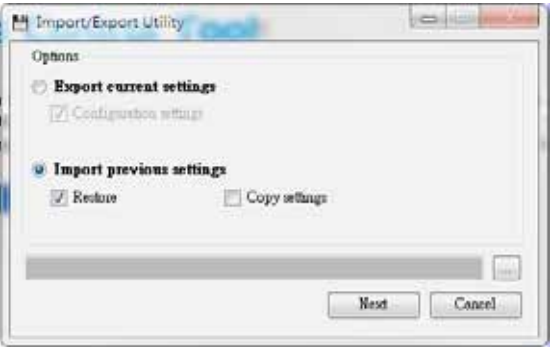 Import/Export Utility
Options
Export current settings
Configuration settings
Import previous settings
Restore Copy settings
...
Next Cancel